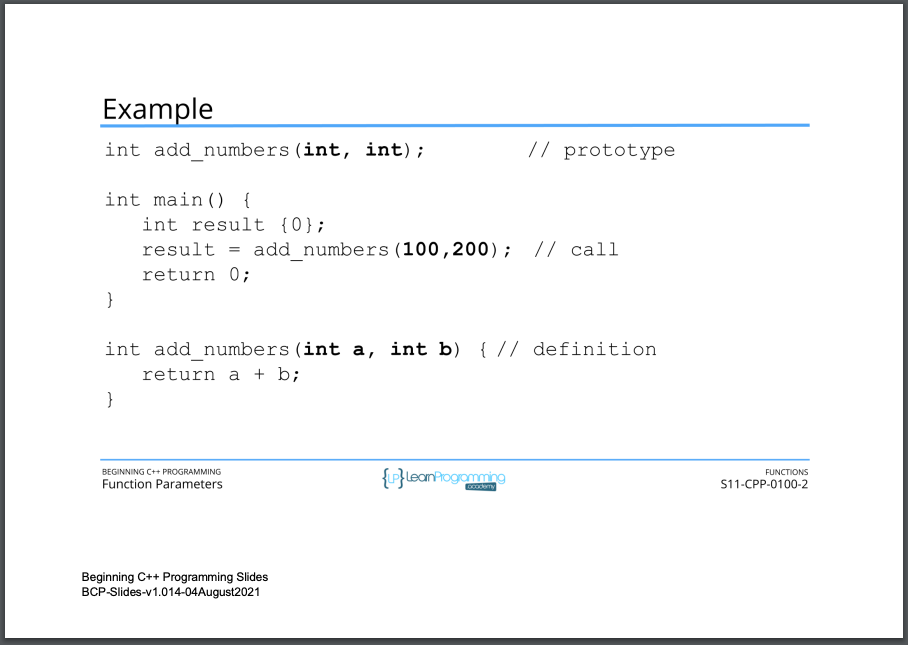 Example
int add_numbers(int, int); // prototype
int main() {
int result {0};
result = add_numbers(100,200); // call
return 0;
}
int add_numbers(int a, int b) { // definition
return a + b;
}
BEGINNING C++ PROGRAMMING
Function Parameters
{LP} LearnProgramming
academy
FUNCTIONS
S11-CPP-0100-2
Beginning C++ Programming Slides
BCP-Slides-v1.014-04August2021